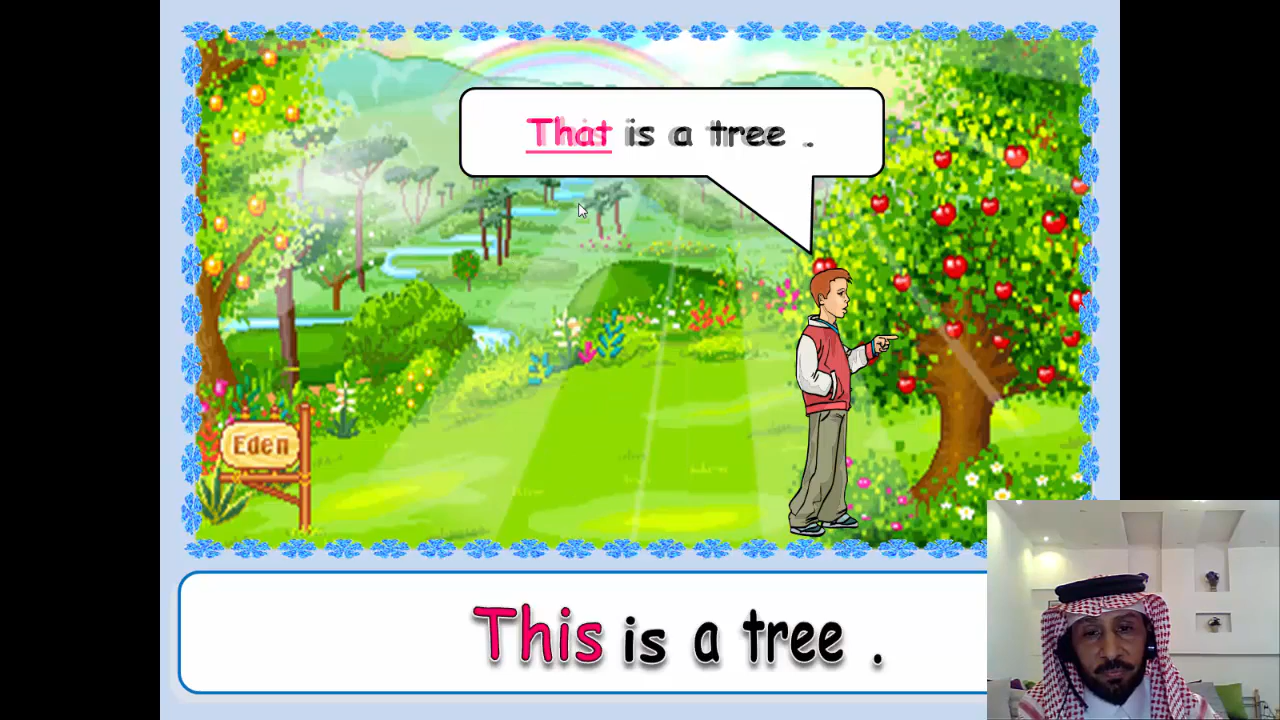 That is a tree .
Eden
This is a tree .